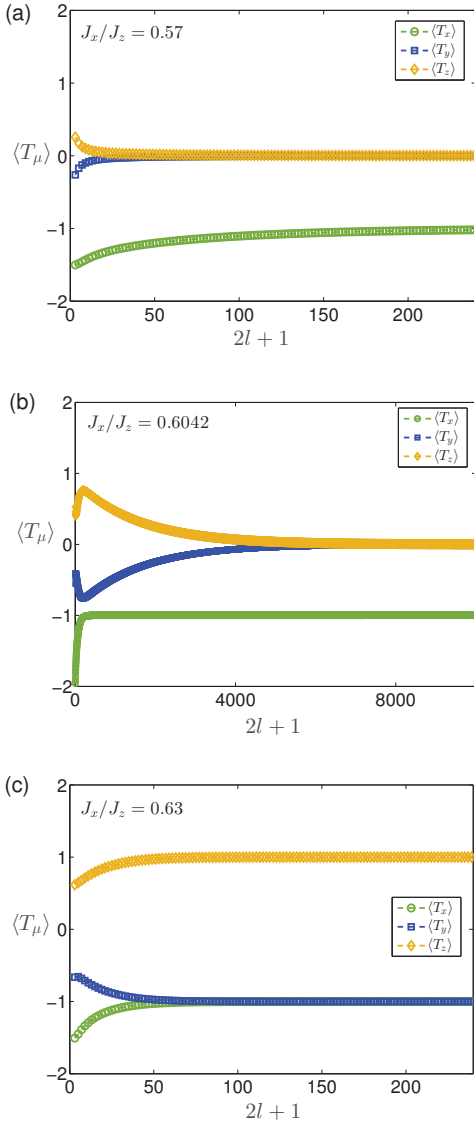 (a)
2
J_x/J_z = 0.57
⟨T_x⟩
⟨T_y⟩
⟨T_z⟩
1
⟨T_μ⟩
0
−1
−2
0 50 100 150 200
2l + 1
(b)
2
J_x/J_z = 0.6042
⟨T_x⟩
⟨T_y⟩
⟨T_z⟩
1
⟨T_μ⟩
0
−1
−2
0 4000 8000
2l + 1
(c)
2
J_x/J_z = 0.63
1
⟨T_μ⟩
0
⟨T_x⟩
⟨T_y⟩
⟨T_z⟩
−1
−2
0 50 100 150 200
2l + 1